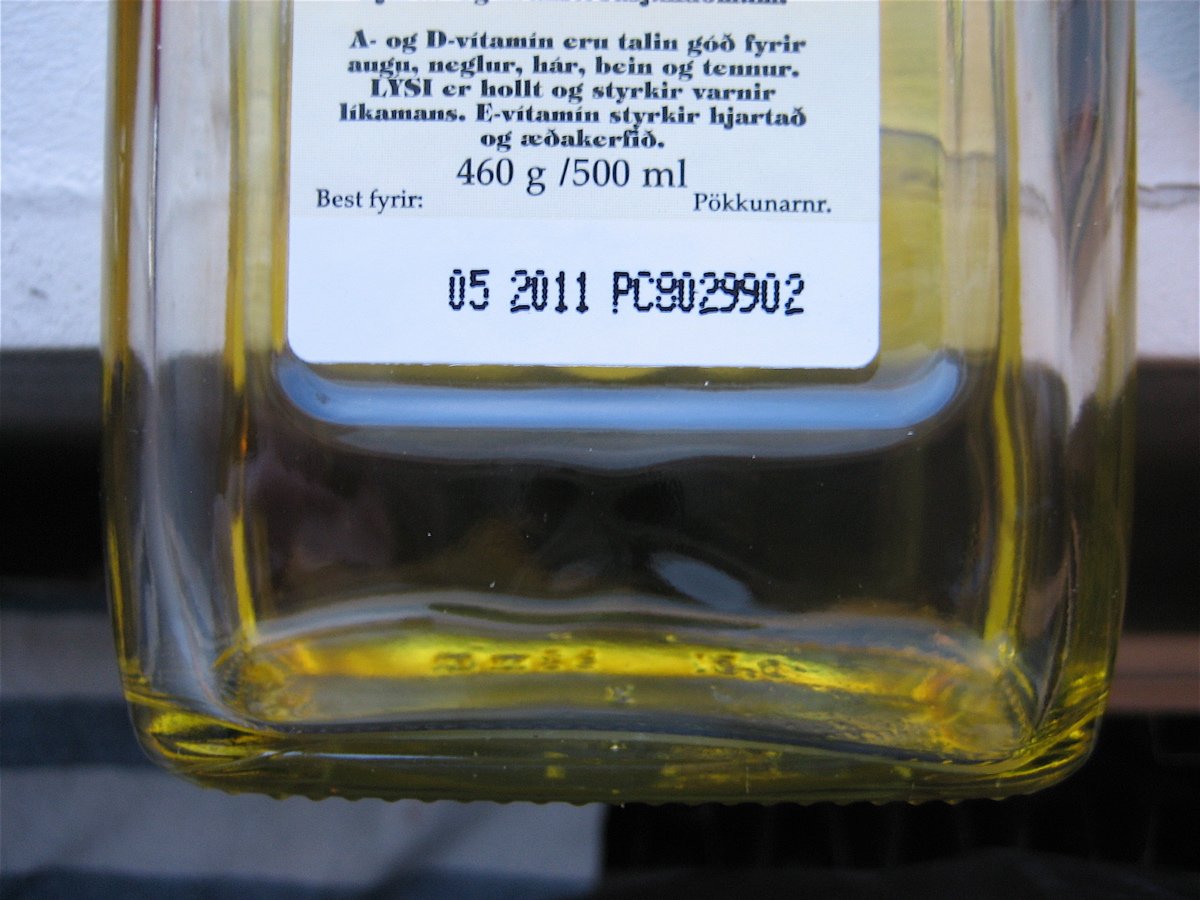 A- og D-vítamín eru talin góð fyrir
augu, neglur, hár, bein og tennur.
LÝSI er hollt og styrkir varnir
líkamans. E-vítamín styrkir hjartað
og æðakerfið.
460 g /500 ml
Best fyrir: Pökkunarnr.
05 2011 PC9029902